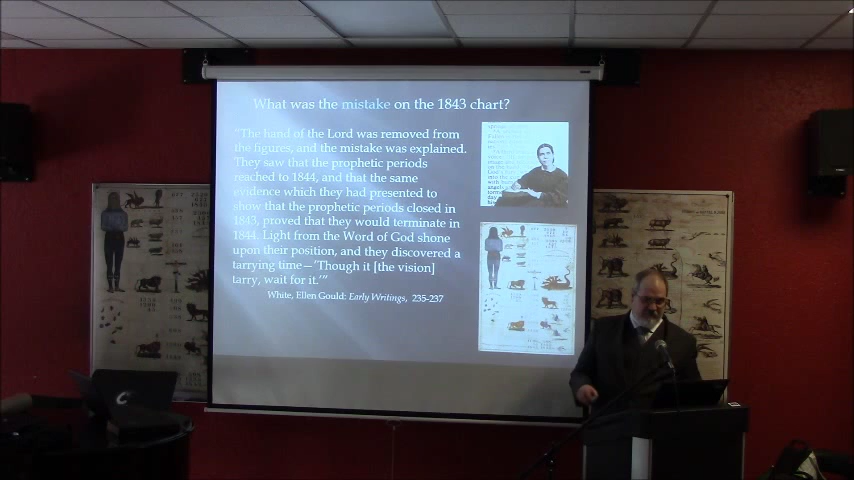 What was the mistake on the 1843 chart?
"The hand of the Lord was removed from
the figures, and the mistake was explained.
They saw that the prophetic periods
reached to 1844, and that the same
evidence which they had presented to
show that the prophetic periods closed in
1843, proved that they would terminate in
1844. Light from the Word of God shone
upon their position, and they discovered a
tarrying time—'Though it [the vision]
tarry, wait for it.'"
White, Ellen Gould: Early Writings, 235-237